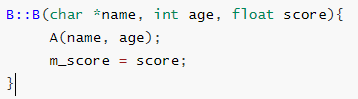 B::B(char *name, int age, float score){
    A(name, age);
    m_score = score;
}